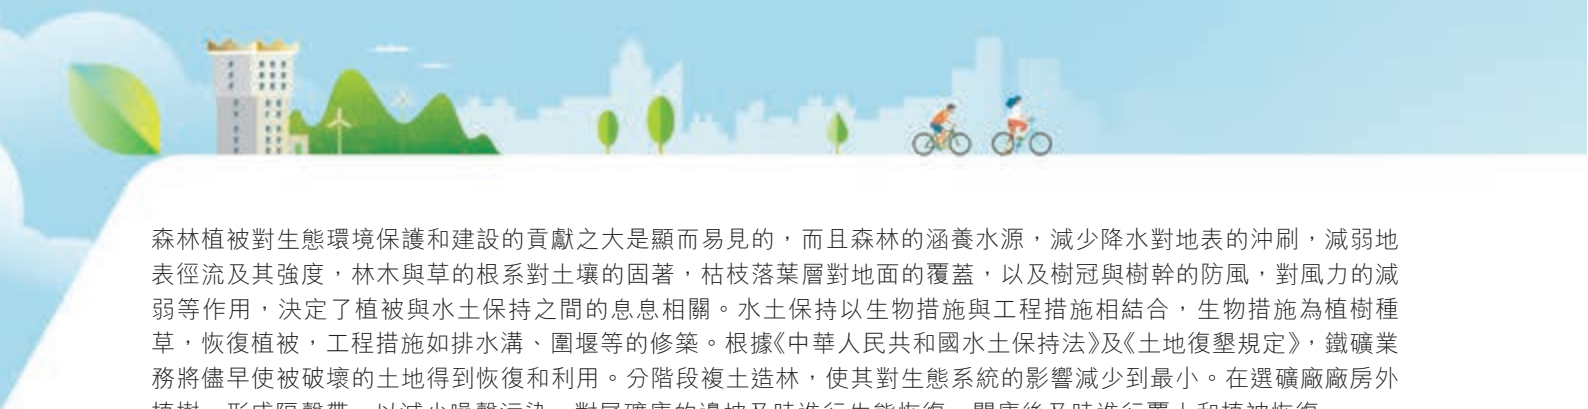 森林植被對生態環境保護和建設的貢獻之大是顯而易見的，而且森林的涵養水源，減少降水對地表的沖刷，減弱地
表徑流及其強度，林木與草的根系對土壤的固著，枯枝落葉層對地面的覆蓋，以及樹冠與樹幹的防風，對風力的減
弱等作用，決定了植被與水土保持之間的息息相關。水土保持以生物措施與工程措施相結合，生物措施為植樹種
草，恢復植被，工程措施如排水溝、圍堰等的修築。根據《中華人民共和國水土保持法》及《土地復墾規定》，鐵礦業
務將儘早使被破壞的土地得到恢復和利用。分階段複土造林，使其對生態系統的影響減少到最小。在選礦廠廠房外